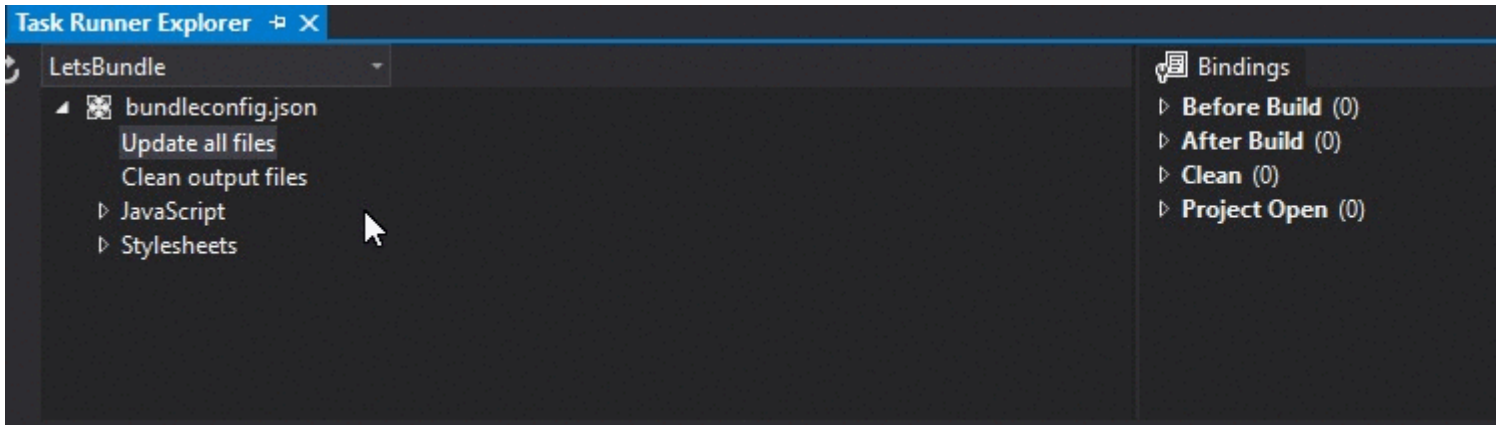 Task Runner Explorer
LetsBundle
bundleconfig.json
Update all files
Clean output files
JavaScript
Stylesheets
Bindings
Before Build (0)
After Build (0)
Clean (0)
Project Open (0)